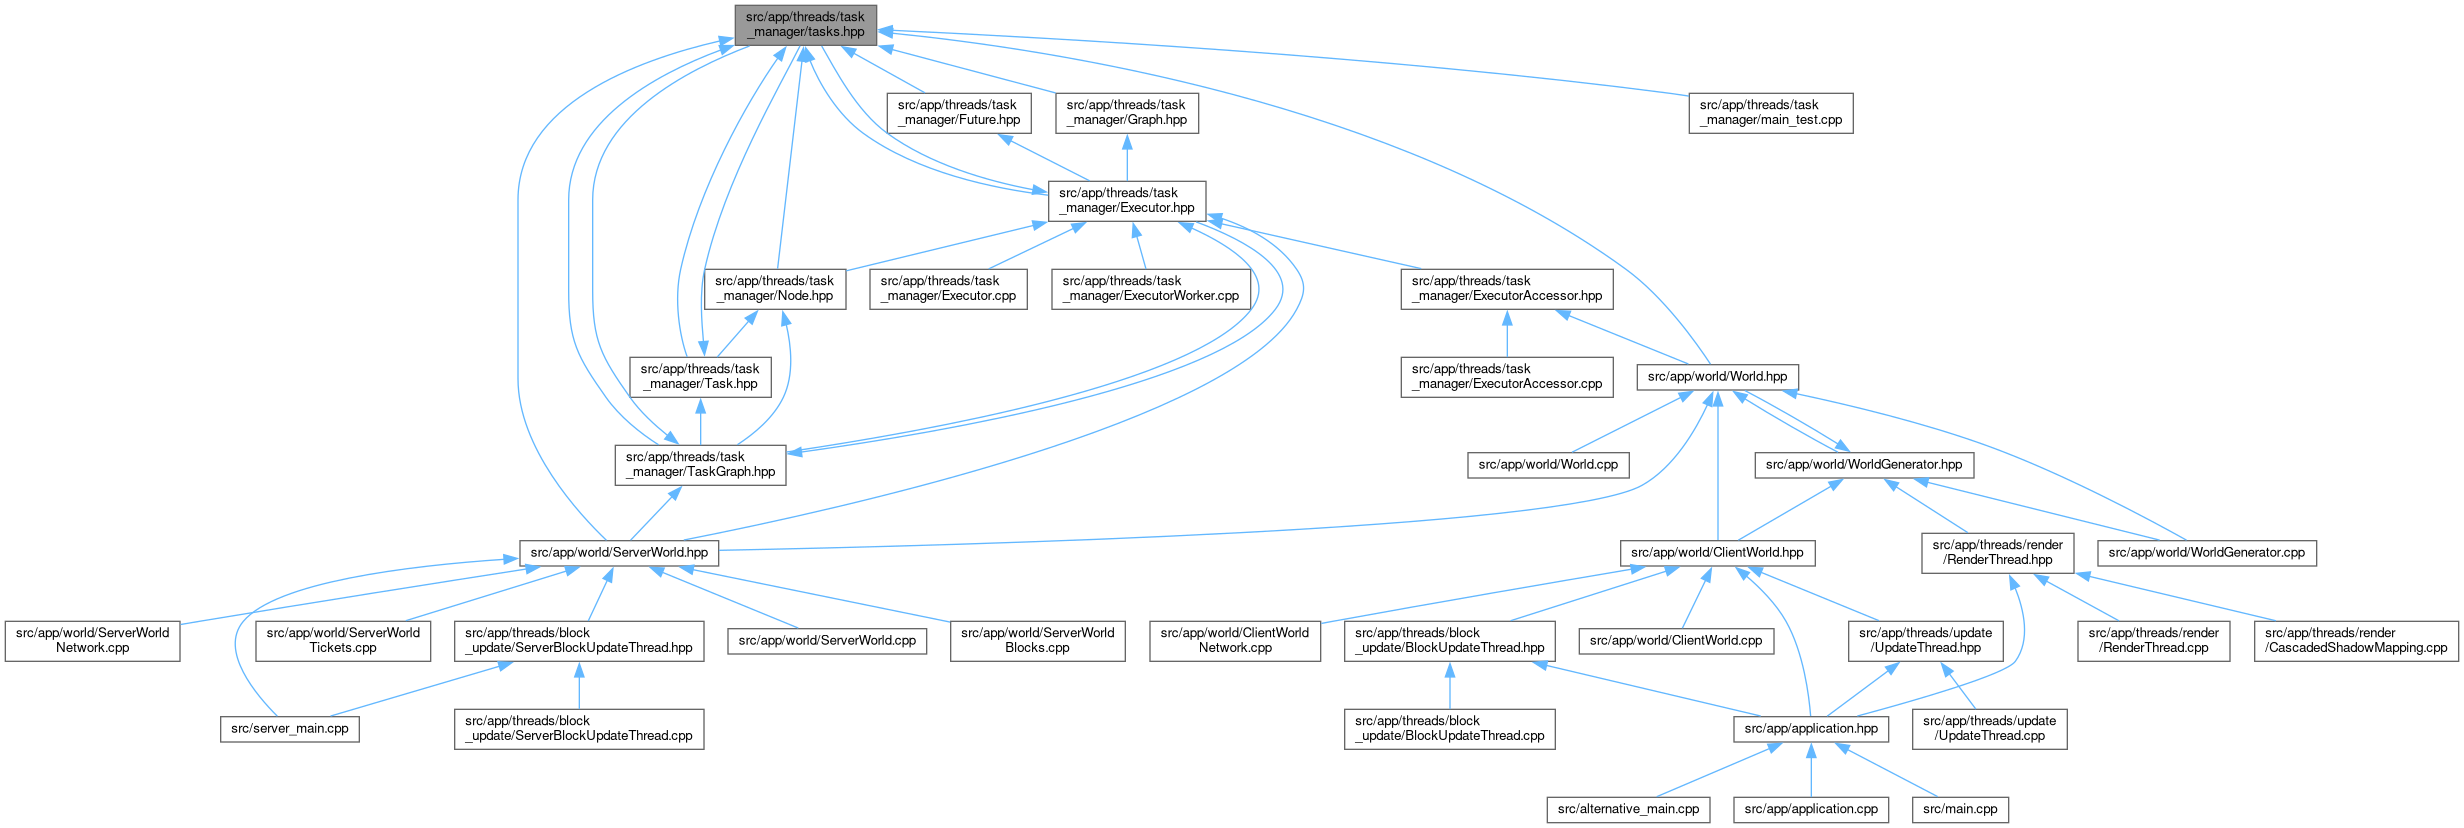 src/app/threads/task
_manager/tasks.hpp
src/app/threads/task
_manager/Future.hpp
src/app/threads/task
_manager/Graph.hpp
src/app/threads/task
_manager/main_test.cpp
src/app/threads/task
_manager/Executor.hpp
src/app/threads/task
_manager/Node.hpp
src/app/threads/task
_manager/Executor.cpp
src/app/threads/task
_manager/ExecutorWorker.cpp
src/app/threads/task
_manager/ExecutorAccessor.hpp
src/app/threads/task
_manager/Task.hpp
src/app/threads/task
_manager/ExecutorAccessor.cpp
src/app/world/World.hpp
src/app/threads/task
_manager/TaskGraph.hpp
src/app/world/World.cpp
src/app/world/WorldGenerator.hpp
src/app/world/ServerWorld.hpp
src/app/world/ClientWorld.hpp
src/app/threads/render
/RenderThread.hpp
src/app/world/WorldGenerator.cpp
src/app/world/ServerWorld
Network.cpp
src/app/world/ServerWorld
Tickets.cpp
src/app/threads/block
_update/ServerBlockUpdateThread.hpp
src/app/world/ServerWorld.cpp
src/app/world/ServerWorld
Blocks.cpp
src/app/world/ClientWorld
Network.cpp
src/app/threads/block
_update/BlockUpdateThread.hpp
src/app/world/ClientWorld.cpp
src/app/threads/update
/UpdateThread.hpp
src/app/threads/render
/RenderThread.cpp
src/app/threads/render
/CascadedShadowMapping.cpp
src/server_main.cpp
src/app/threads/block
_update/ServerBlockUpdateThread.cpp
src/app/threads/block
_update/BlockUpdateThread.cpp
src/app/application.hpp
src/app/threads/update
/UpdateThread.cpp
src/alternative_main.cpp
src/app/application.cpp
src/main.cpp